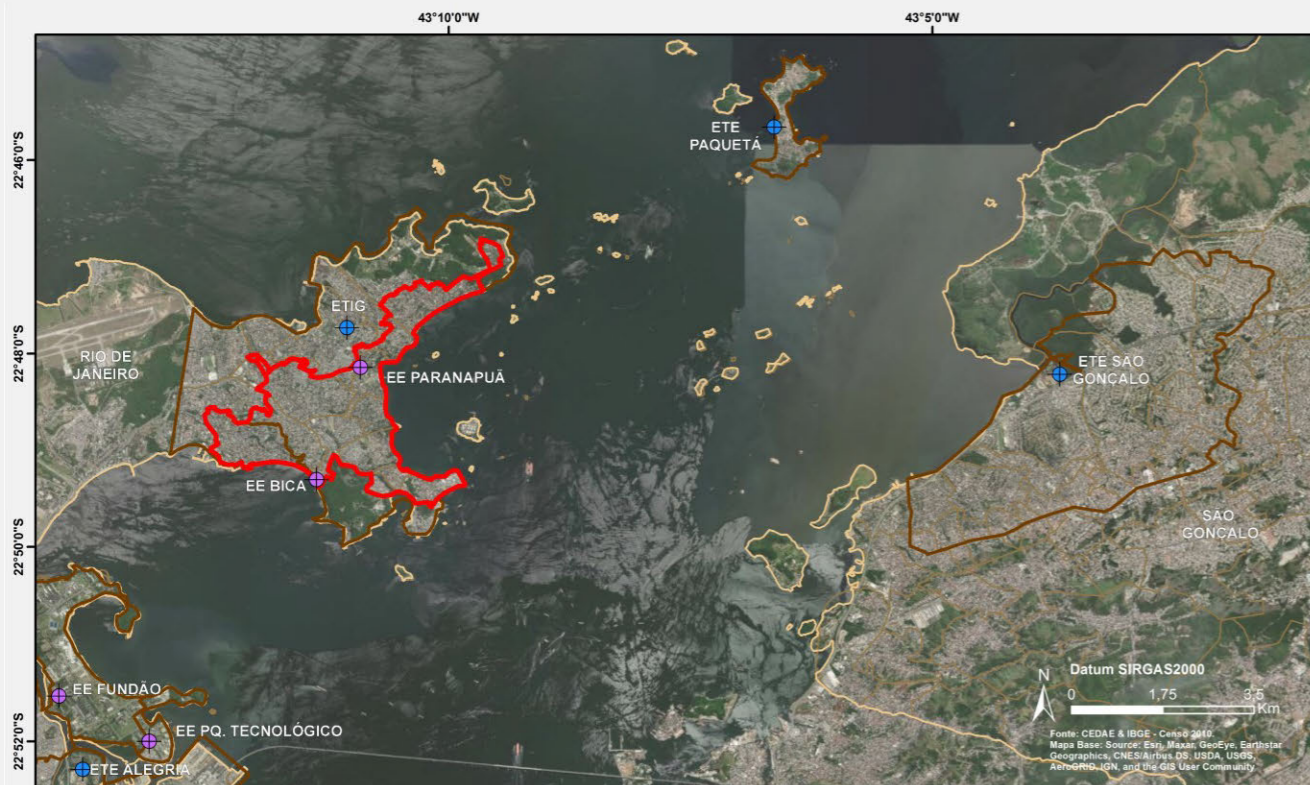 43°10'0"W
43°5'0"W
22°46'0"S
22°48'0"S
22°50'0"S
22°52'0"S
ETE
PAQUETÁ
ETIG
RIO DE
JANEIRO
EE PARANAPUÃ
ETE SAO
GONÇALO
EE BICA
SAO
GONÇALO
EE FUNDÃO
EE PQ. TECNOLÓGICO
ETE ALEGRIA
Datum SIRGAS2000
N
0 1,75 3,5
Km
Fonte: CEDAE & IBGE - Censo 2010.
Mapa Base: Source: Esri, Maxar, GeoEye, Earthstar
Geographics, CNES/Airbus DS, USDA, USGS,
AeroGRID, IGN, and the GIS User Community